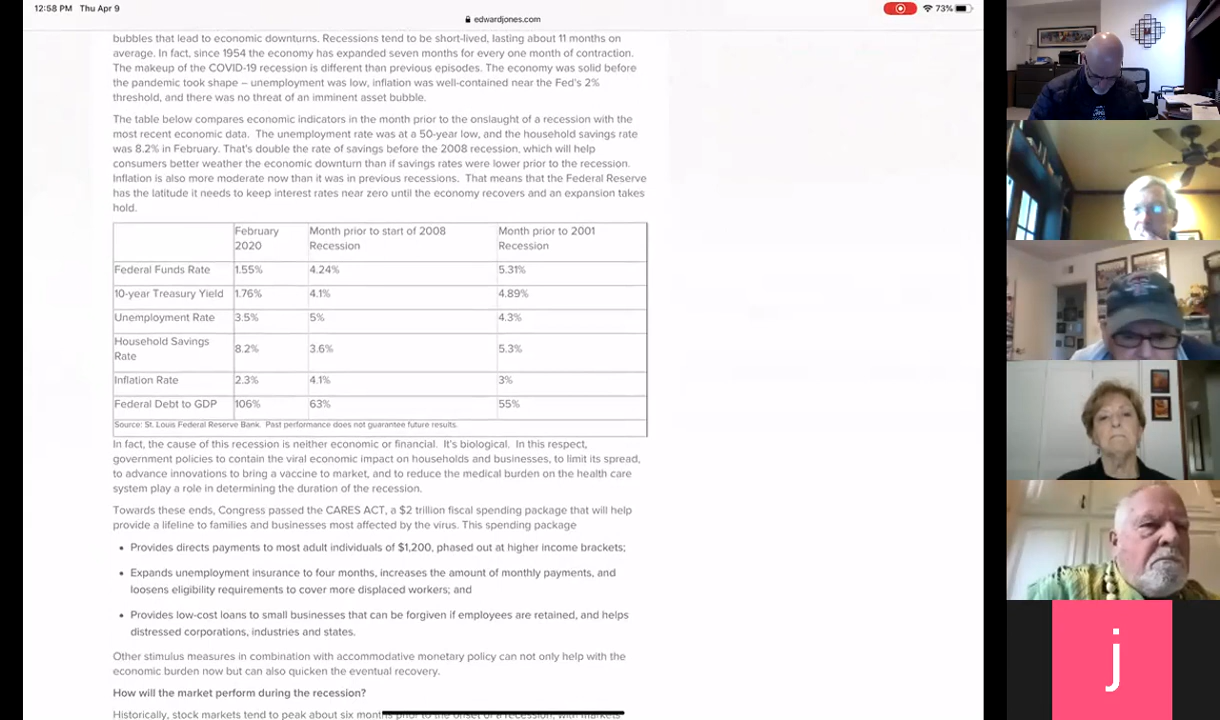 12:58 PM Thu Apr 9
73%
edwardjones.com
bubbles that lead to economic downturns. Recessions tend to be short-lived, lasting about 11 months on
average. In fact, since 1954 the economy has expanded seven months for every one month of contraction.
The makeup of the COVID-19 recession is different than previous episodes. The economy was solid before
the pandemic took shape – unemployment was low, inflation was well-contained near the Fed's 2%
threshold, and there was no threat of an imminent asset bubble.
The table below compares economic indicators in the month prior to the onslaught of a recession with the
most recent economic data. The unemployment rate was at a 50-year low, and the household savings rate
was 8.2% in February. That's double the rate of savings before the 2008 recession, which will help
consumers better weather the economic downturn than if savings rates were lower prior to the recession.
Inflation is also more moderate now than it was in previous recessions. That means that the Federal Reserve
has the latitude it needs to keep interest rates near zero until the economy recovers and an expansion takes
hold.
February Month prior to start of 2008 Month prior to 2001
2020 Recession Recession
Federal Funds Rate 1.55% 4.24% 5.31%
10-year Treasury Yield 1.76% 4.1% 4.89%
Unemployment Rate 3.5% 5% 4.3%
Household Savings
Rate 8.2% 3.6% 5.3%
Inflation Rate 2.3% 4.1% 3%
Federal Debt to GDP 106% 63% 55%
Source: St. Louis Federal Reserve Bank. Past performance does not guarantee future results.
In fact, the cause of this recession is neither economic or financial. It's biological. In this respect,
government policies to contain the viral economic impact on households and businesses, to limit its spread,
to advance innovations to bring a vaccine to market, and to reduce the medical burden on the health care
system play a role in determining the duration of the recession.
Towards these ends, Congress passed the CARES ACT, a $2 trillion fiscal spending package that will help
provide a lifeline to families and businesses most affected by the virus. This spending package
• Provides directs payments to most adult individuals of $1,200, phased out at higher income brackets;
• Expands unemployment insurance to four months, increases the amount of monthly payments, and
loosens eligibility requirements to cover more displaced workers; and
• Provides low-cost loans to small businesses that can be forgiven if employees are retained, and helps
distressed corporations, industries and states.
Other stimulus measures in combination with accommodative monetary policy can not only help with the
economic burden now but can also quicken the eventual recovery.
How will the market perform during the recession?
Historically, stock markets tend to peak about six months prior to the onset of a recession, with markets
j